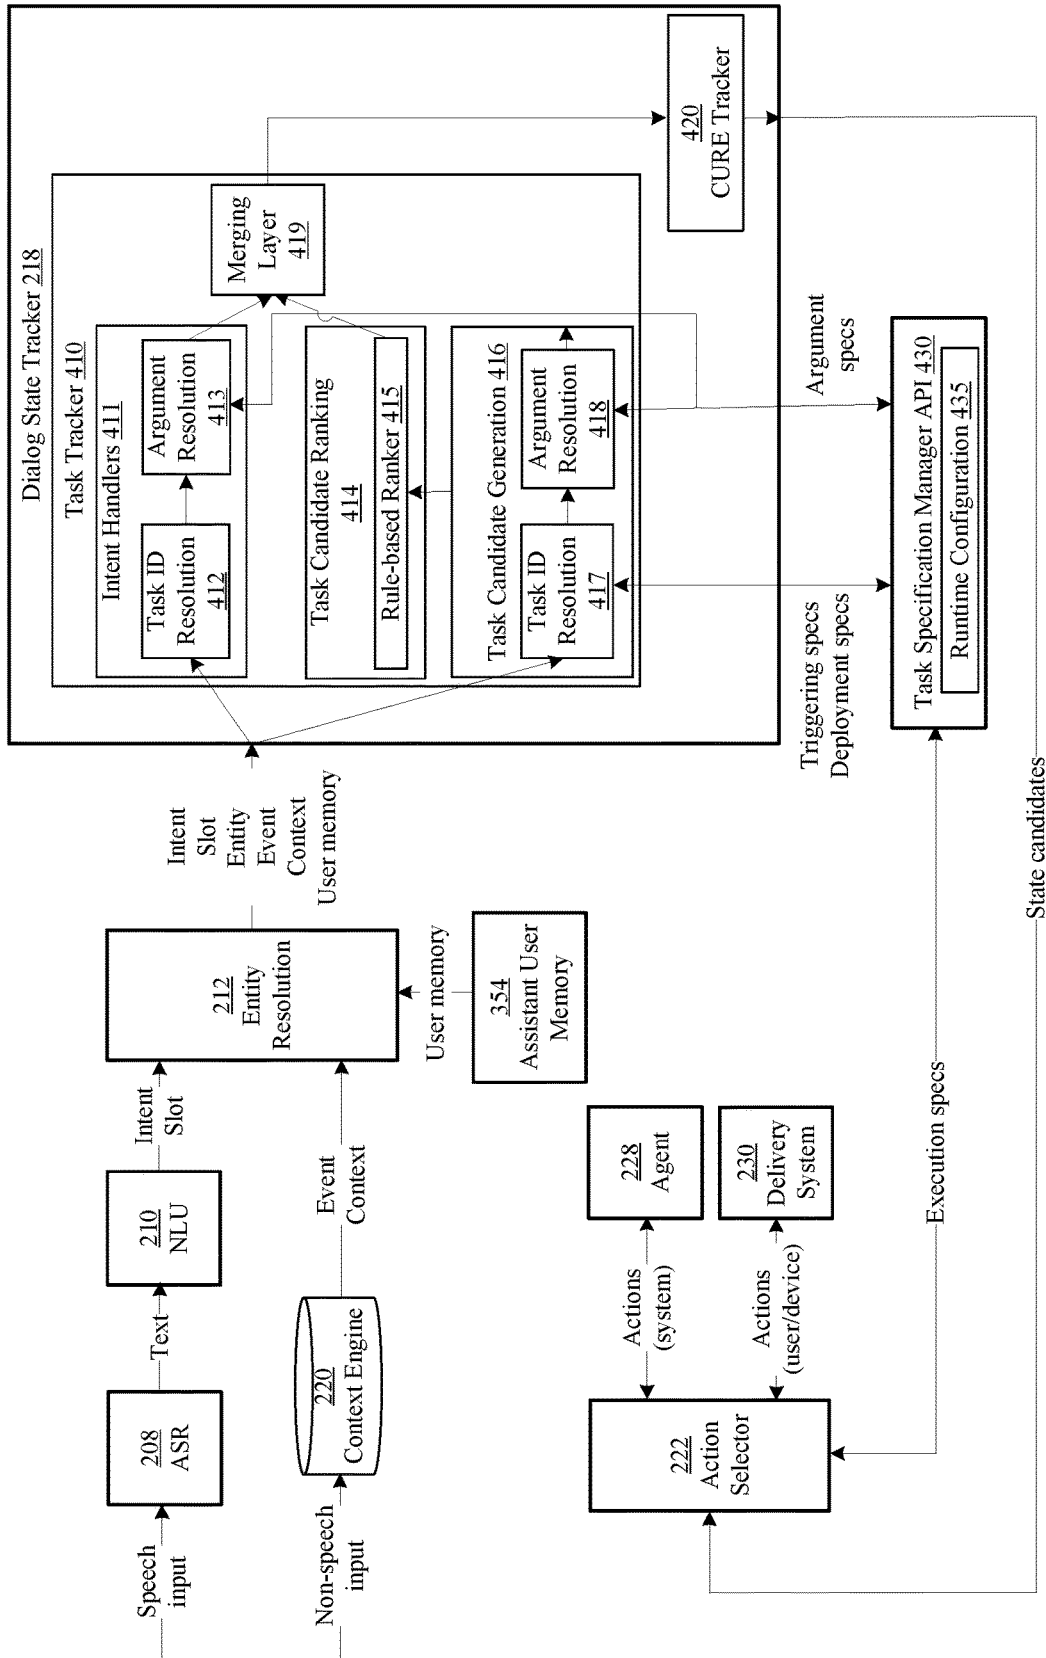 Speech
input
208
ASR
Text
210
NLU
Intent
Slot
Non-speech
input
220
Context Engine
Event
Context
212
Entity
Resolution
User memory
354
Assistant User
Memory
Intent
Slot
Entity
Event
Context
User memory
Dialog State Tracker 218
Task Tracker 410
Intent Handlers 411
Task ID
Resolution
412
Argument
Resolution
413
Task Candidate Ranking
414
Rule-based Ranker 415
Task Candidate Generation 416
Task ID
Resolution
417
Argument
Resolution
418
Merging
Layer
419
420
CURE Tracker
Triggering specs
Deployment specs
Argument
specs
Task Specification Manager API 430
Runtime Configuration 435
222
Action
Selector
Actions
(system)
228
Agent
Actions
(user/device)
230
Delivery
System
Execution specs
State candidates